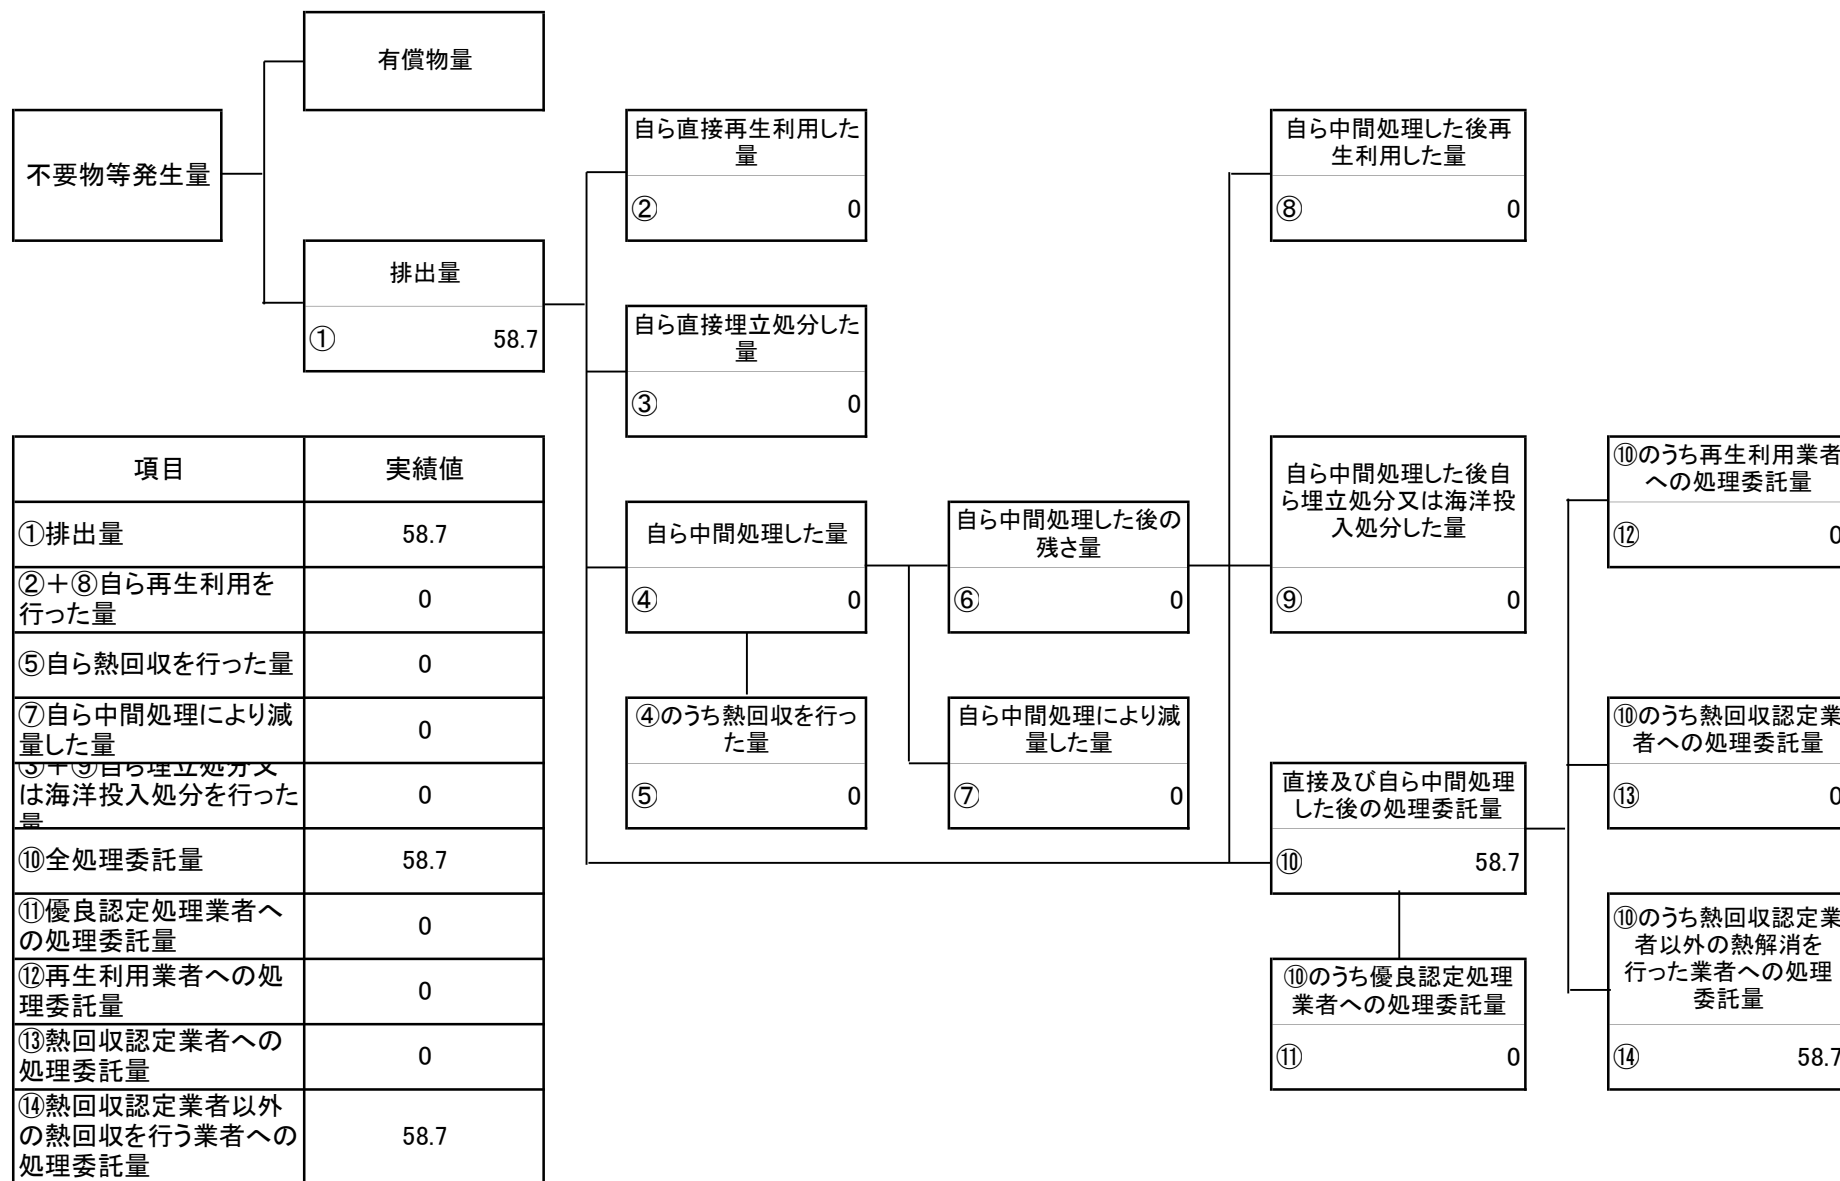 有償物量
不要物等発生量
排出量
① 58.7
自ら直接再生利用した
量
② 0
自ら直接埋立処分した
量
③ 0
自ら中間処理した量
④ 0
④のうち熱回収を行っ
た量
⑤ 0
自ら中間処理した後の
残さ量
⑥ 0
自ら中間処理により減
量した量
⑦ 0
自ら中間処理した後再
生利用した量
⑧ 0
自ら中間処理した後自
ら埋立処分又は海洋投
入処分した量
⑨ 0
直接及び自ら中間処理
した後の処理委託量
⑩ 58.7
⑩のうち優良認定処理
業者への処理委託量
⑪ 0
⑩のうち再生利用業者
への処理委託量
⑫ 0
⑩のうち熱回収認定業
者への処理委託量
⑬ 0
⑩のうち熱回収認定業
者以外の熱解消を
行った業者への処理
委託量
⑭ 58.7
項目 実績値
①排出量 58.7
②＋⑧自ら再生利用を
行った量 0
⑤自ら熱回収を行った量 0
⑦自ら中間処理により減
量した量 0
③＋⑨自ら埋立処分又
は海洋投入処分を行った
量 0
⑩全処理委託量 58.7
⑪優良認定処理業者へ
の処理委託量 0
⑫再生利用業者への処
理委託量 0
⑬熱回収認定業者への
処理委託量 0
⑭熱回収認定業者以外
の熱回収を行う業者への
処理委託量 58.7